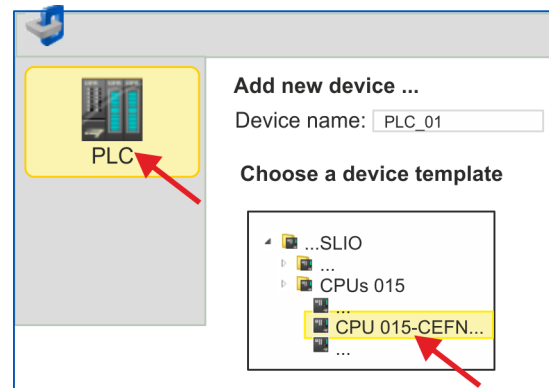 Add new device ...
Device name: PLC_01
PLC
Choose a device template
...SLIO
...
CPUs 015
...
CPU 015-CEFN...
...